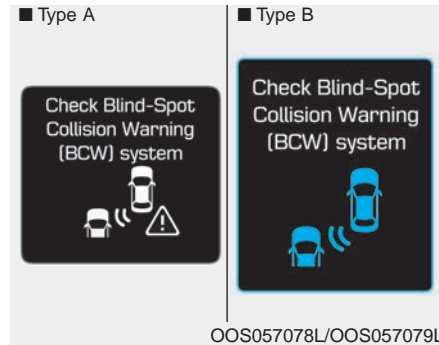 ■ Type A
■ Type B
Check Blind-Spot
Collision Warning
(BCW) system
Check Blind-Spot
Collision Warning
(BCW) system
OOS057078L/OOS057079L